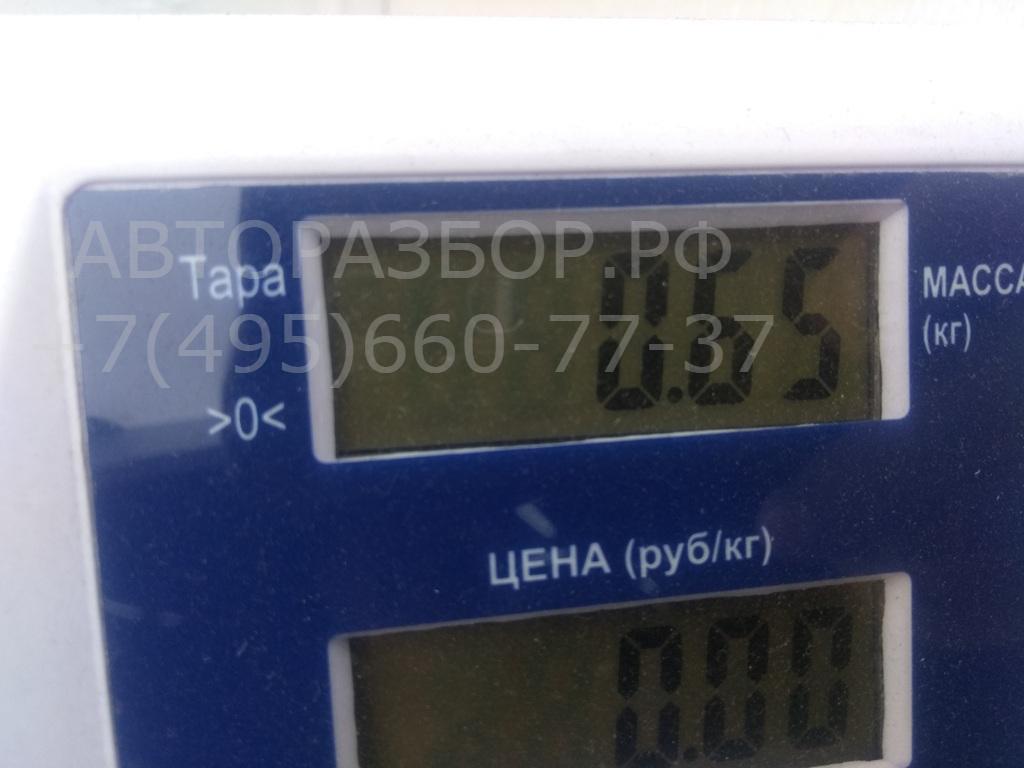 АВТОРАЗБОР.РФ
Тара
0.65
МАССА
(кг)
+7(495)660-77-37
>0<
ЦЕНА (руб/кг)
0.00